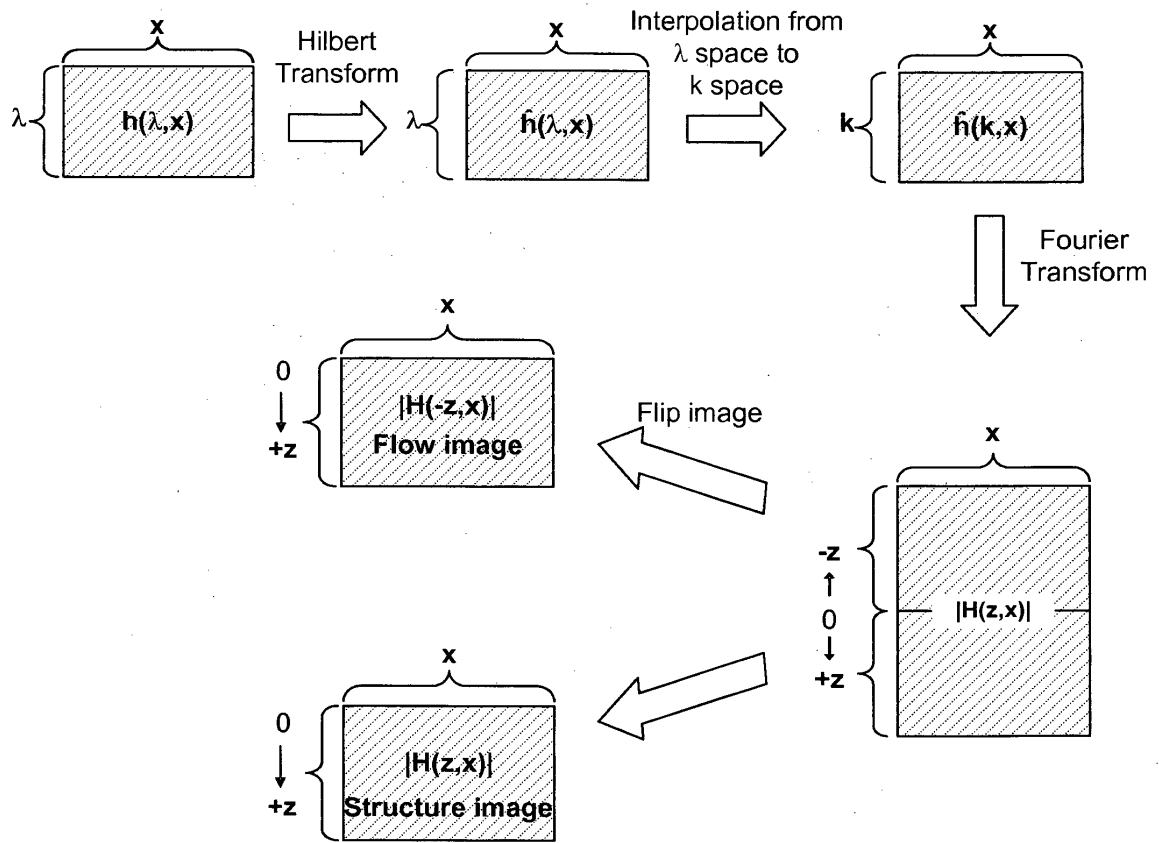 x
Hilbert
Transform
x
Interpolation from
λ space to
k space
x
λ
h(λ,x)
λ
ĥ(λ,x)
k
ĥ(k,x)
Fourier
Transform
x
0
+z
|H(-z,x)|
Flow image
Flip image
x
-z
0
+z
|H(z,x)|
x
0
+z
|H(z,x)|
Structure image